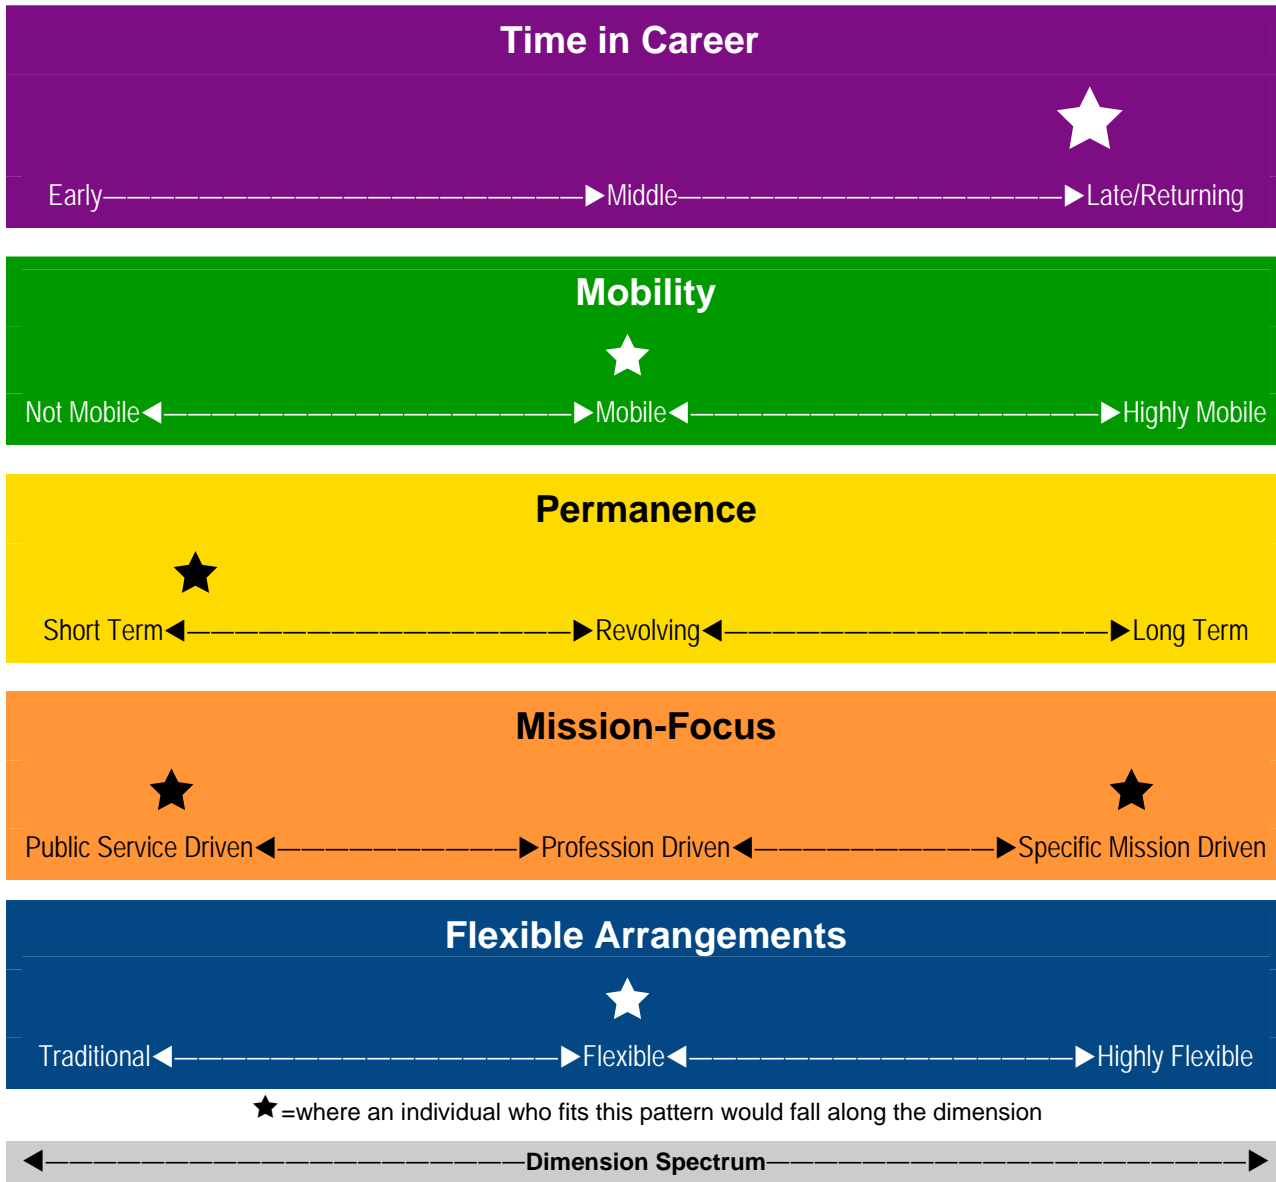 Time in Career
Early————————————————————▶Middle————————————————▶Late/Returning
Mobility
Not Mobile◀—————————————————▶Mobile◀—————————————————▶Highly Mobile
Permanence
Short Term◀————————————————▶Revolving◀————————————————▶Long Term
Mission-Focus
Public Service Driven◀——————————▶Profession Driven◀——————————▶Specific Mission Driven
Flexible Arrangements
Traditional◀————————————————▶Flexible◀————————————————▶Highly Flexible
★=where an individual who fits this pattern would fall along the dimension
◀————————————————————Dimension Spectrum————————————————————▶